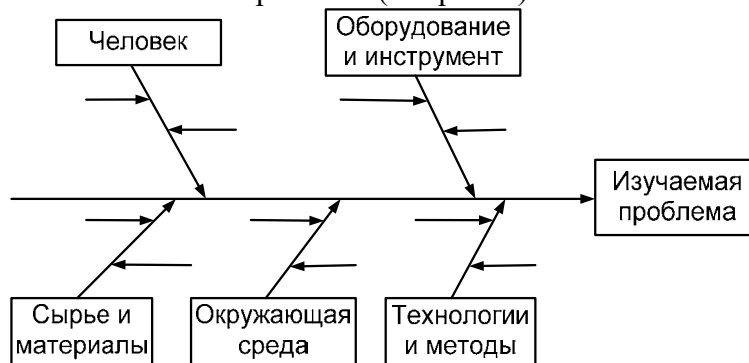 Человек
Оборудование
и инструмент
Изучаемая
проблема
Сырье и
материалы
Окружающая
среда
Технологии
и методы